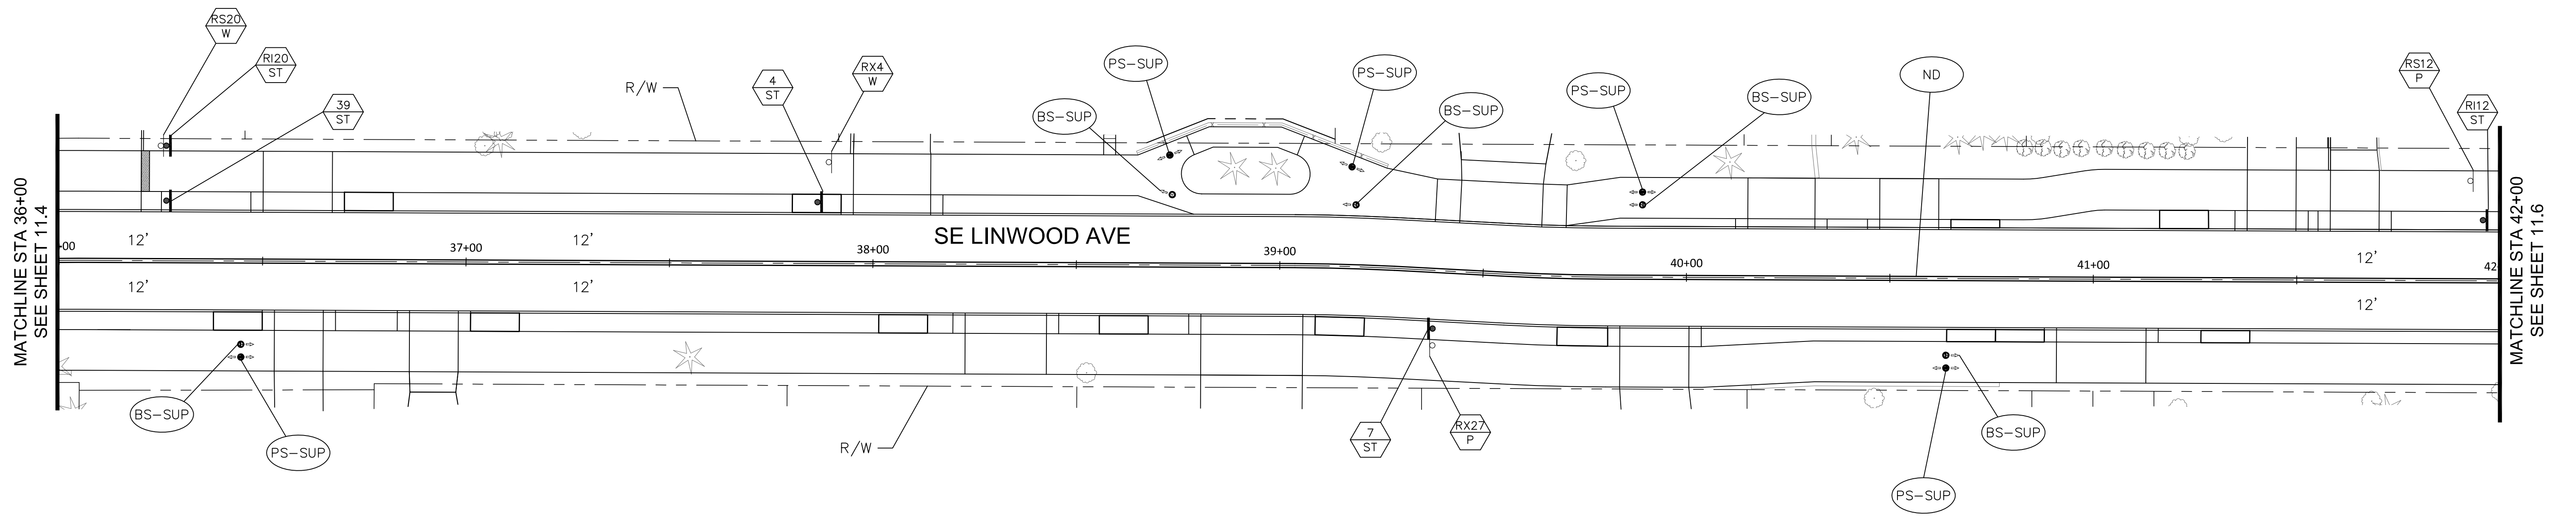 RS20
W
RI20
ST
39
ST
R/W
4
ST
RX4
W
PS-SUP
BS-SUP
PS-SUP
BS-SUP
PS-SUP
BS-SUP
ND
RS12
P
RI12
ST
MATCHLINE STA 36+00
SEE SHEET 11.4
+00
12'
37+00
12'
38+00
SE LINWOOD AVE
39+00
40+00
41+00
12'
42
MATCHLINE STA 42+00
SEE SHEET 11.6
12'
12'
12'
BS-SUP
PS-SUP
R/W
7
ST
RX27
P
BS-SUP
PS-SUP